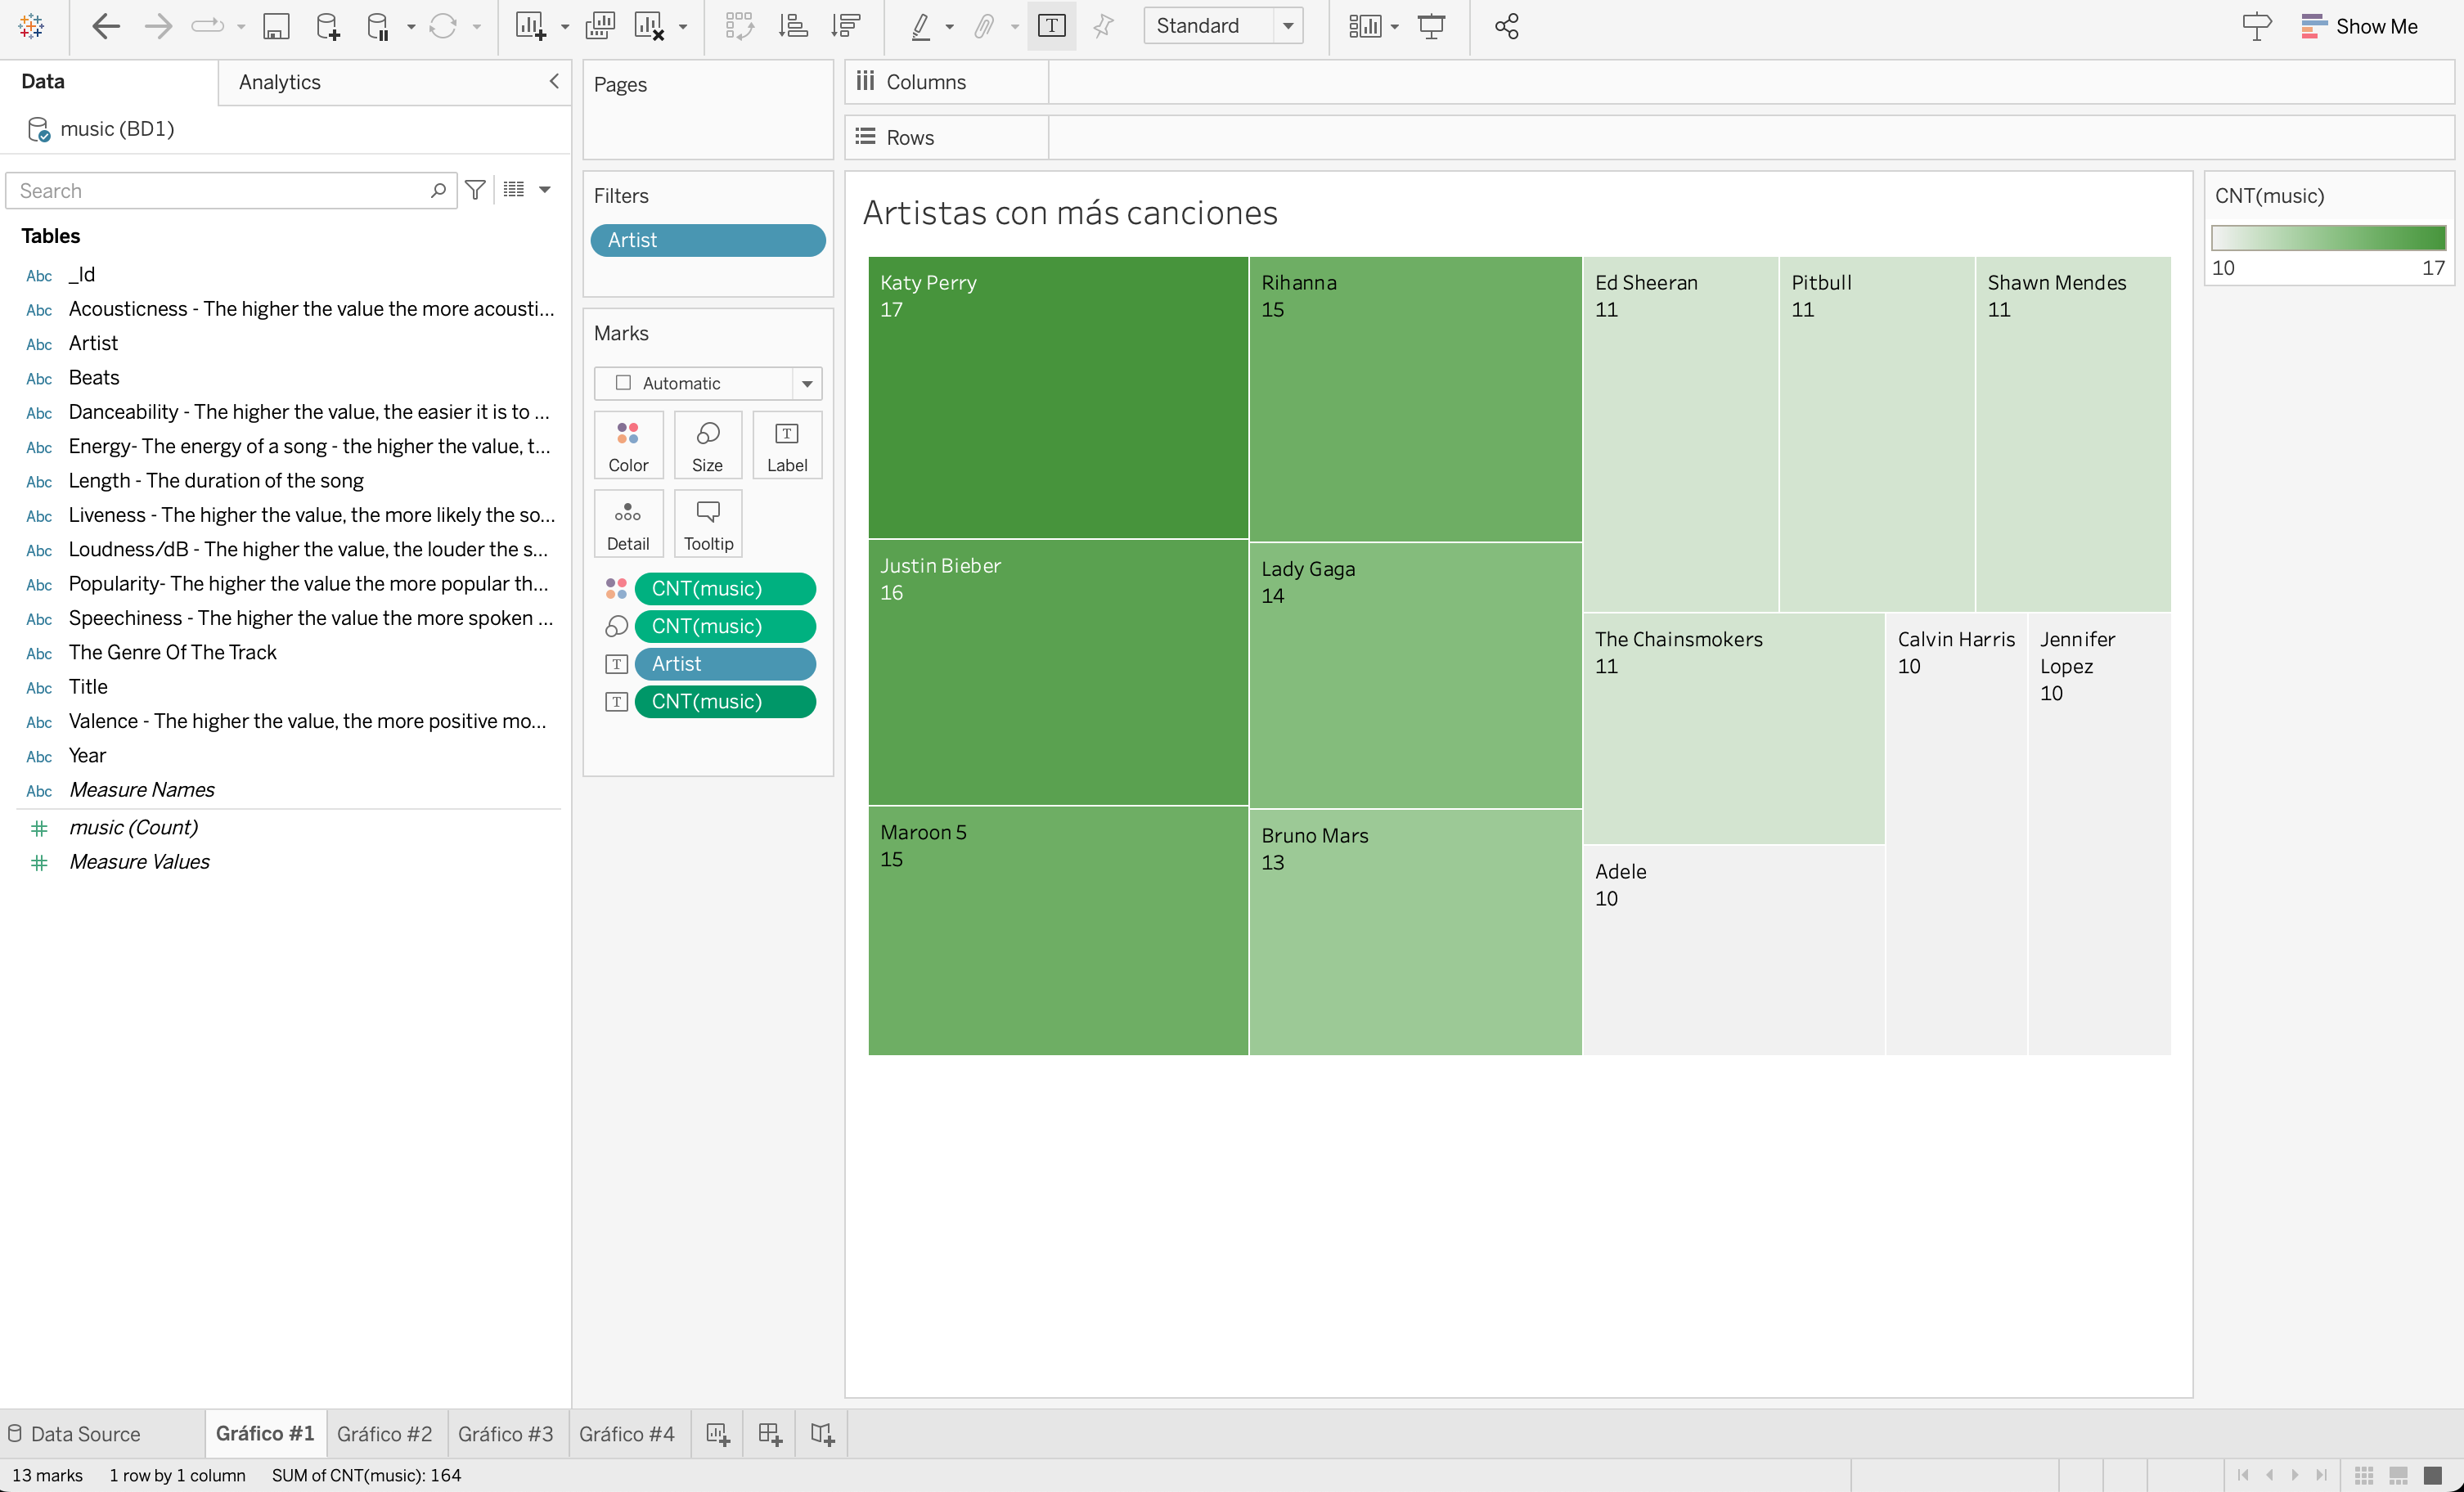 Standard
Show Me
Data
Analytics
music (BD1)
Search
Tables
Abc _Id
Abc Acousticness - The higher the value the more acousti...
Abc Artist
Abc Beats
Abc Danceability - The higher the value, the easier it is to ...
Abc Energy- The energy of a song - the higher the value, t...
Abc Length - The duration of the song
Abc Liveness - The higher the value, the more likely the so...
Abc Loudness/dB - The higher the value, the louder the s...
Abc Popularity- The higher the value the more popular th...
Abc Speechiness - The higher the value the more spoken ...
Abc The Genre Of The Track
Abc Title
Abc Valence - The higher the value, the more positive mo...
Abc Year
Abc Measure Names
# music (Count)
# Measure Values
Pages
Filters
Artist
Marks
Automatic
Color
Size
T
Label
Detail
Tooltip
CNT(music)
CNT(music)
T Artist
T CNT(music)
Columns
Rows
Artistas con más canciones
Katy Perry
17
Justin Bieber
16
Maroon 5
15
Rihanna
15
Lady Gaga
14
Bruno Mars
13
Ed Sheeran
11
Pitbull
11
Shawn Mendes
11
The Chainsmokers
11
Adele
10
Calvin Harris
10
Jennifer
Lopez
10
CNT(music)
10 17
Data Source
Gráfico #1
Gráfico #2
Gráfico #3
Gráfico #4
13 marks 1 row by 1 column SUM of CNT(music): 164